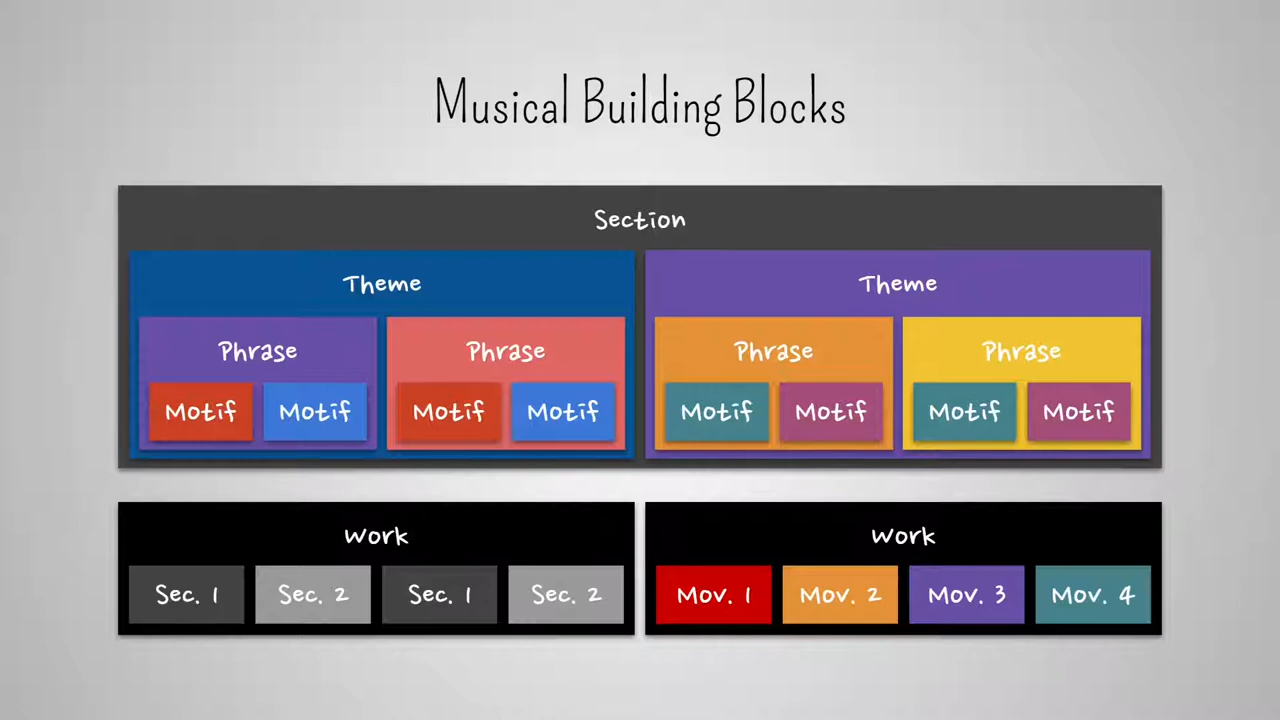 Musical Building Blocks
Section
Theme Theme
Phrase Phrase Phrase Phrase
Motif Motif Motif Motif Motif Motif Motif Motif
Work Work
Sec. 1 Sec. 2 Sec. 1 Sec. 2 Mov. 1 Mov. 2 Mov. 3 Mov. 4